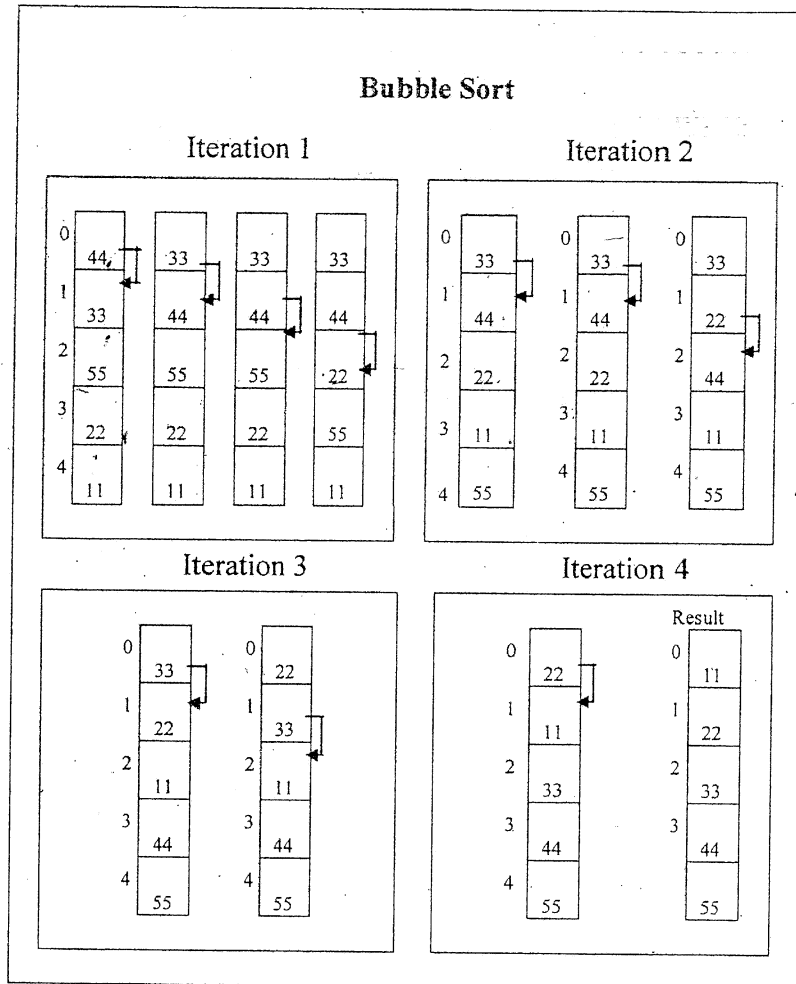 Bubble Sort
Iteration 1
Iteration 2
0 44 33 33 33
1 33 44 44 44
2 55 55 55 22
3 22 22 22 55
4 11 11 11 11
0 33 0 33 0 33
1 44 1 44 1 22
2 22 2 22 2 44
3 11 3 11 3 11
4 55 4 55 4 55
Iteration 3
Iteration 4
0 33 0 22
1 22 1 33
2 11 2 11
3 44 3 44
4 55 4 55
Result
0 22 0 11
1 11 1 22
2 33 2 33
3 44 3 44
4 55 55